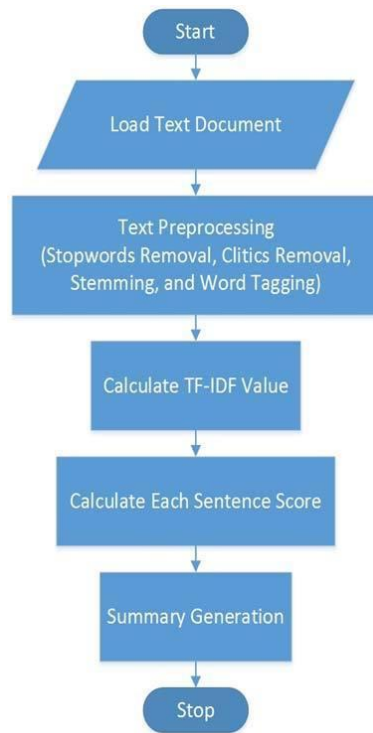 Start
Load Text Document
Text Preprocessing
(Stopwords Removal, Clitics Removal,
Stemming, and Word Tagging)
Calculate TF-IDF Value
Calculate Each Sentence Score
Summary Generation
Stop